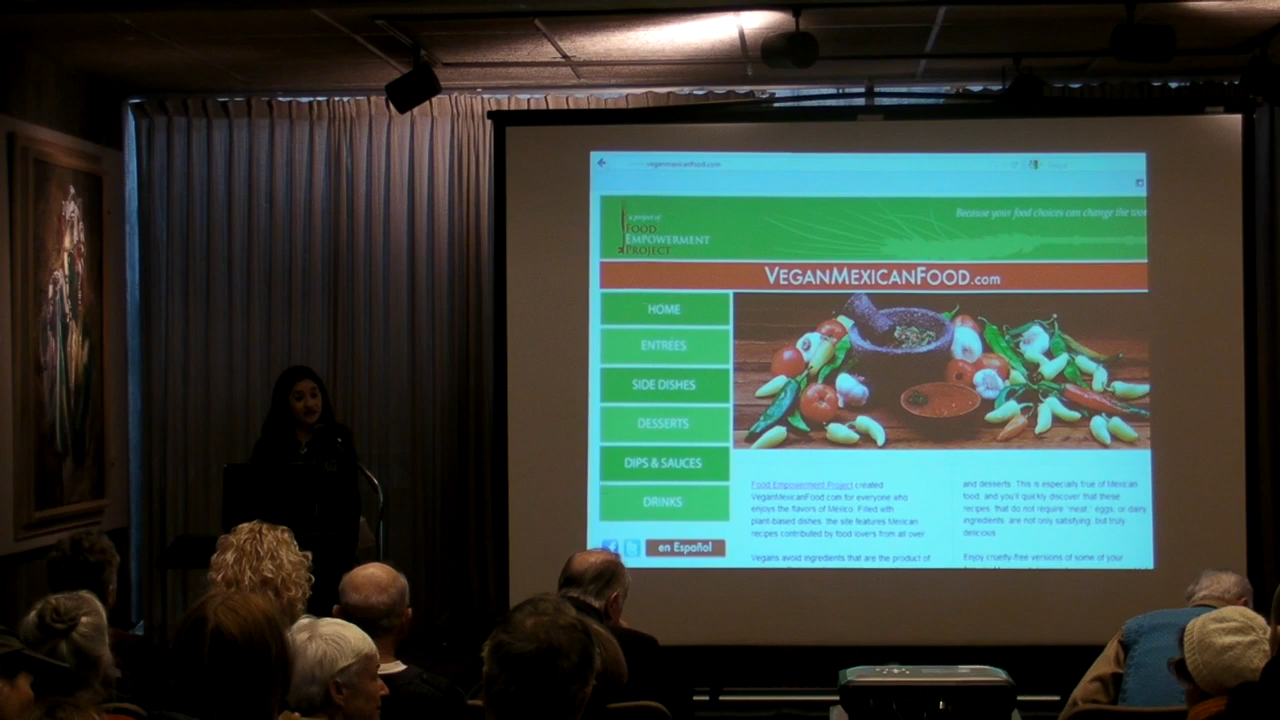 veganmexicanfood.com
a project of
FOOD
EMPOWERMENT
PROJECT
Because your food choices can change the wor
VEGANMEXICANFOOD.com
HOME
ENTRÉES
SIDE DISHES
DESSERTS
DIPS & SAUCES
DRINKS
en Español
Food Empowerment Project created
VeganMexicanFood.com for everyone who
enjoys the flavors of México. Filled with
plant-based dishes, the site features Mexican
recipes contributed by food lovers from all over
Vegans avoid ingredients that are the product of
and desserts. This is especially true of Mexican
food, and you'll quickly discover that these
recipes, that do not require "meat," eggs, or dairy
ingredients, are not only satisfying, but truly
delicious.
Enjoy cruelty-free versions of some of your